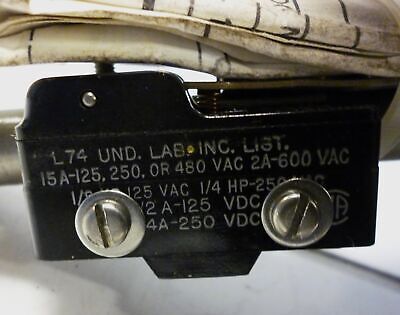 L74 UND. LAB. INC. LIST.
15A-125, 250, OR 480 VAC 2A-600 VAC
125 VAC 1/4 HP-250
/2 A-125 VDC
4A-250 VDC